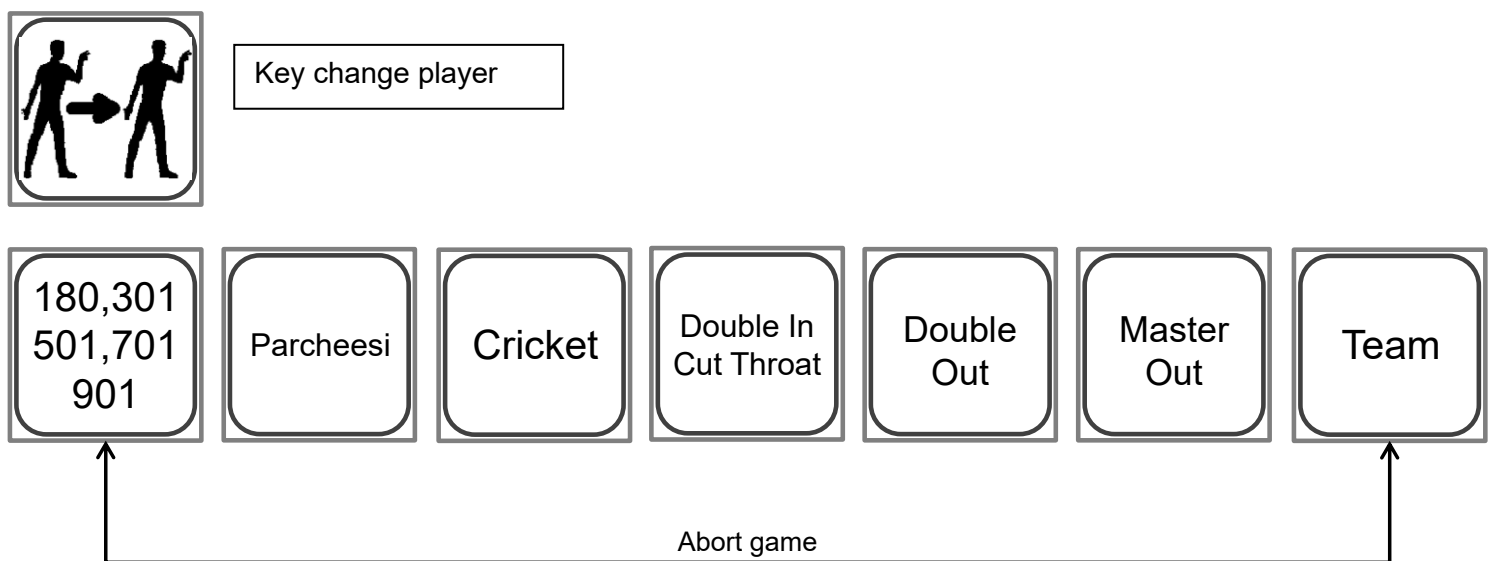 Key change player
180,301
501,701
901
Parcheesi
Cricket
Double In
Cut Throat
Double
Out
Master
Out
Team
Abort game